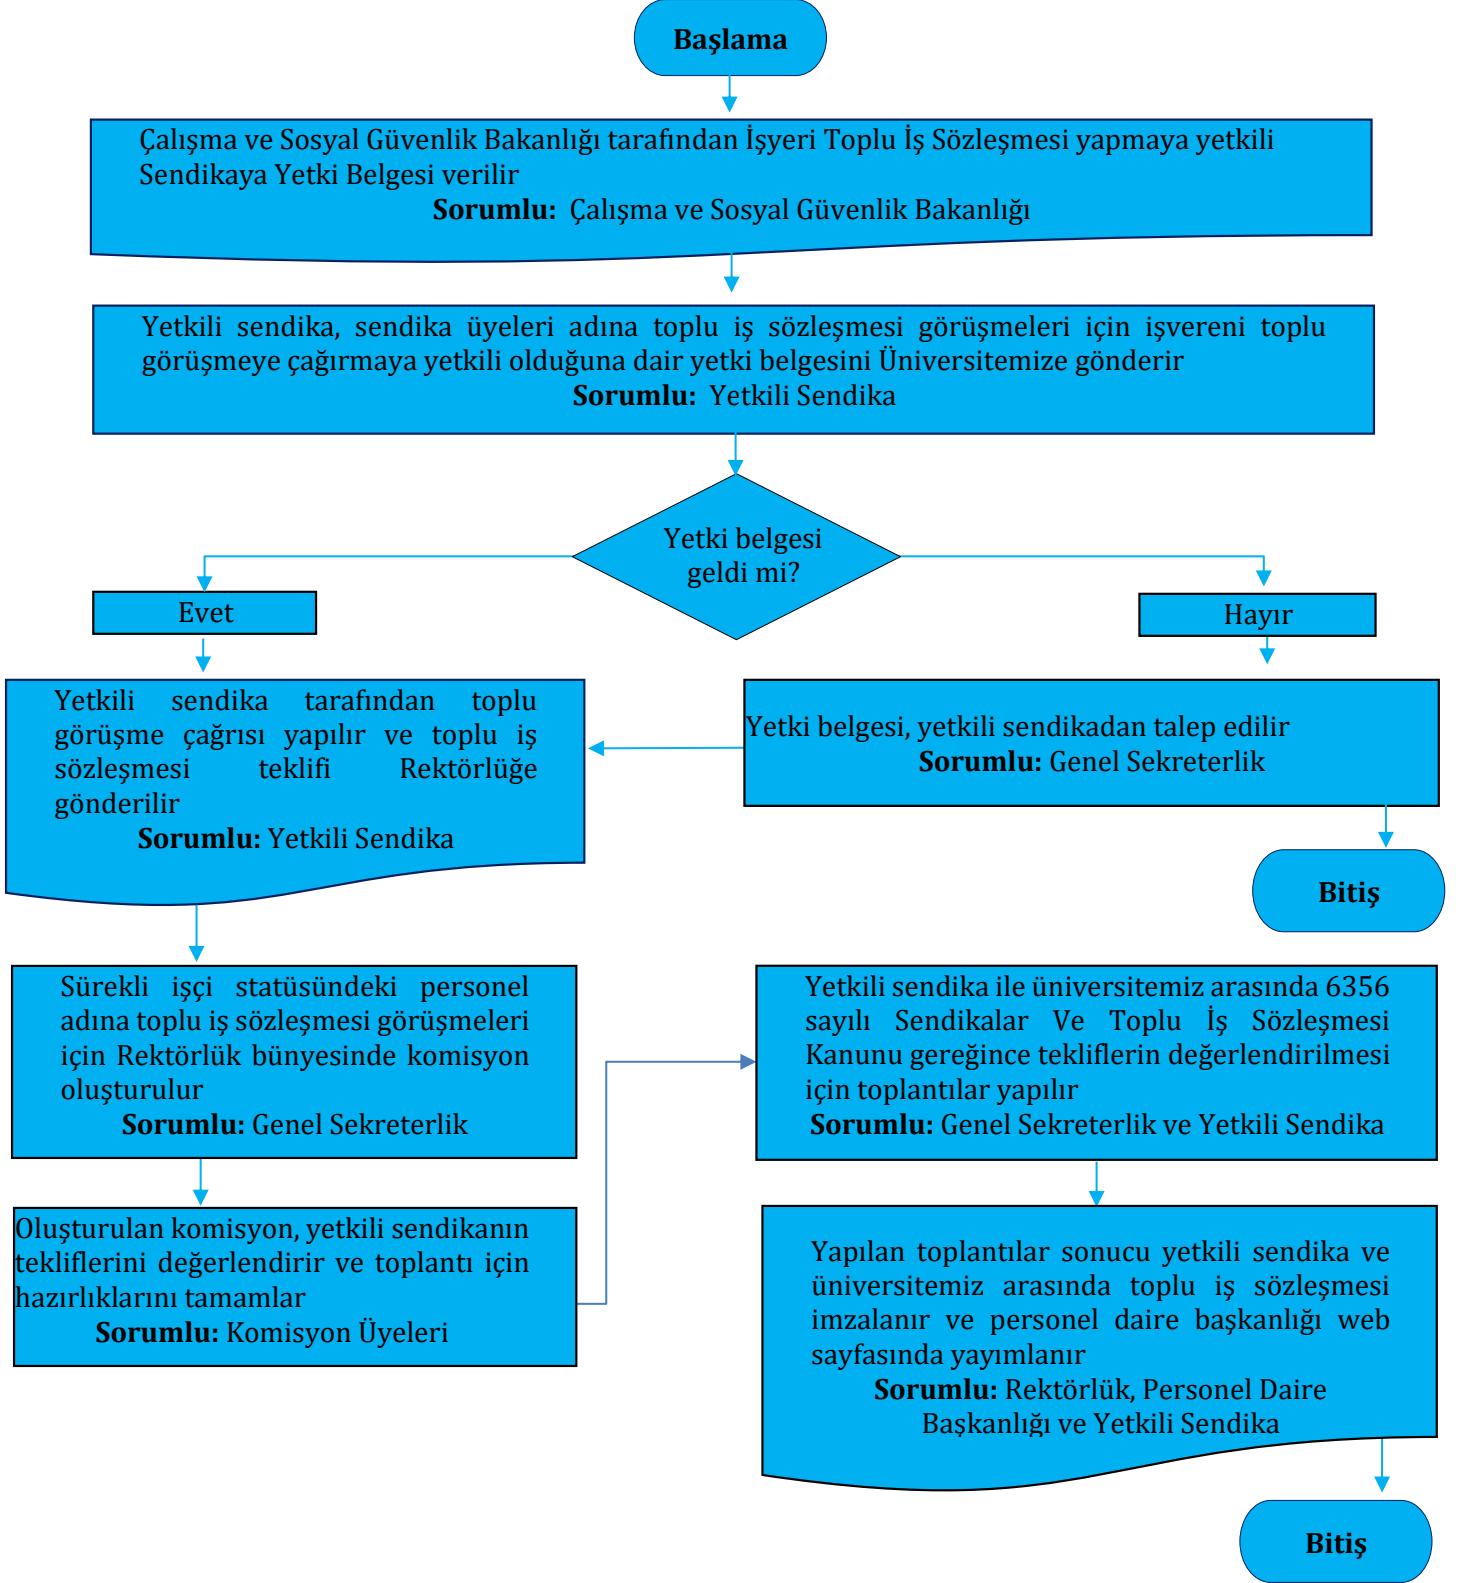 Başlama
Çalışma ve Sosyal Güvenlik Bakanlığı tarafından İşyeri Toplu İş Sözleşmesi yapmaya yetkili
Sendikaya Yetki Belgesi verilir
Sorumlu: Çalışma ve Sosyal Güvenlik Bakanlığı
Yetkili sendika, sendika üyeleri adına toplu iş sözleşmesi görüşmeleri için işvereni toplu
görüşmeye çağırmaya yetkili olduğuna dair yetki belgesini Üniversitemize gönderir
Sorumlu: Yetkili Sendika
Yetki belgesi
geldi mi?
Evet
Hayır
Yetkili sendika tarafından toplu
görüşme çağrısı yapılır ve toplu iş
sözleşmesi teklifi Rektörlüğe
gönderilir
Sorumlu: Yetkili Sendika
Yetki belgesi, yetkili sendikadan talep edilir
Sorumlu: Genel Sekreterlik
Bitiş
Sürekli işçi statüsündeki personel
adına toplu iş sözleşmesi görüşmeleri
için Rektörlük bünyesinde komisyon
oluşturulur
Sorumlu: Genel Sekreterlik
Yetkili sendika ile üniversitemiz arasında 6356
sayılı Sendikalar Ve Toplu İş Sözleşmesi
Kanunu gereğince tekliflerin değerlendirilmesi
için toplantılar yapılır
Sorumlu: Genel Sekreterlik ve Yetkili Sendika
Oluşturulan komisyon, yetkili sendikanın
tekliflerini değerlendirir ve toplantı için
hazırlıklarını tamamlar
Sorumlu: Komisyon Üyeleri
Yapılan toplantılar sonucu yetkili sendika ve
üniversitemiz arasında toplu iş sözleşmesi
imzalanır ve personel daire başkanlığı web
sayfasında yayımlanır
Sorumlu: Rektörlük, Personel Daire
Başkanlığı ve Yetkili Sendika
Bitiş